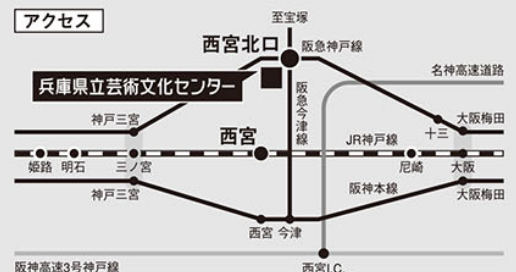 アクセス
至宝塚
西宮北口
阪急神戸線
名神高速道路
兵庫県立芸術文化センター
阪急今津線
神戸三宮
十三
大阪梅田
西宮
JR神戸線
姫路
明石
三ノ宮
尼崎
大阪
神戸三宮
阪神本線
大阪梅田
西宮
今津
阪神高速3号神戸線
西宮I.C.